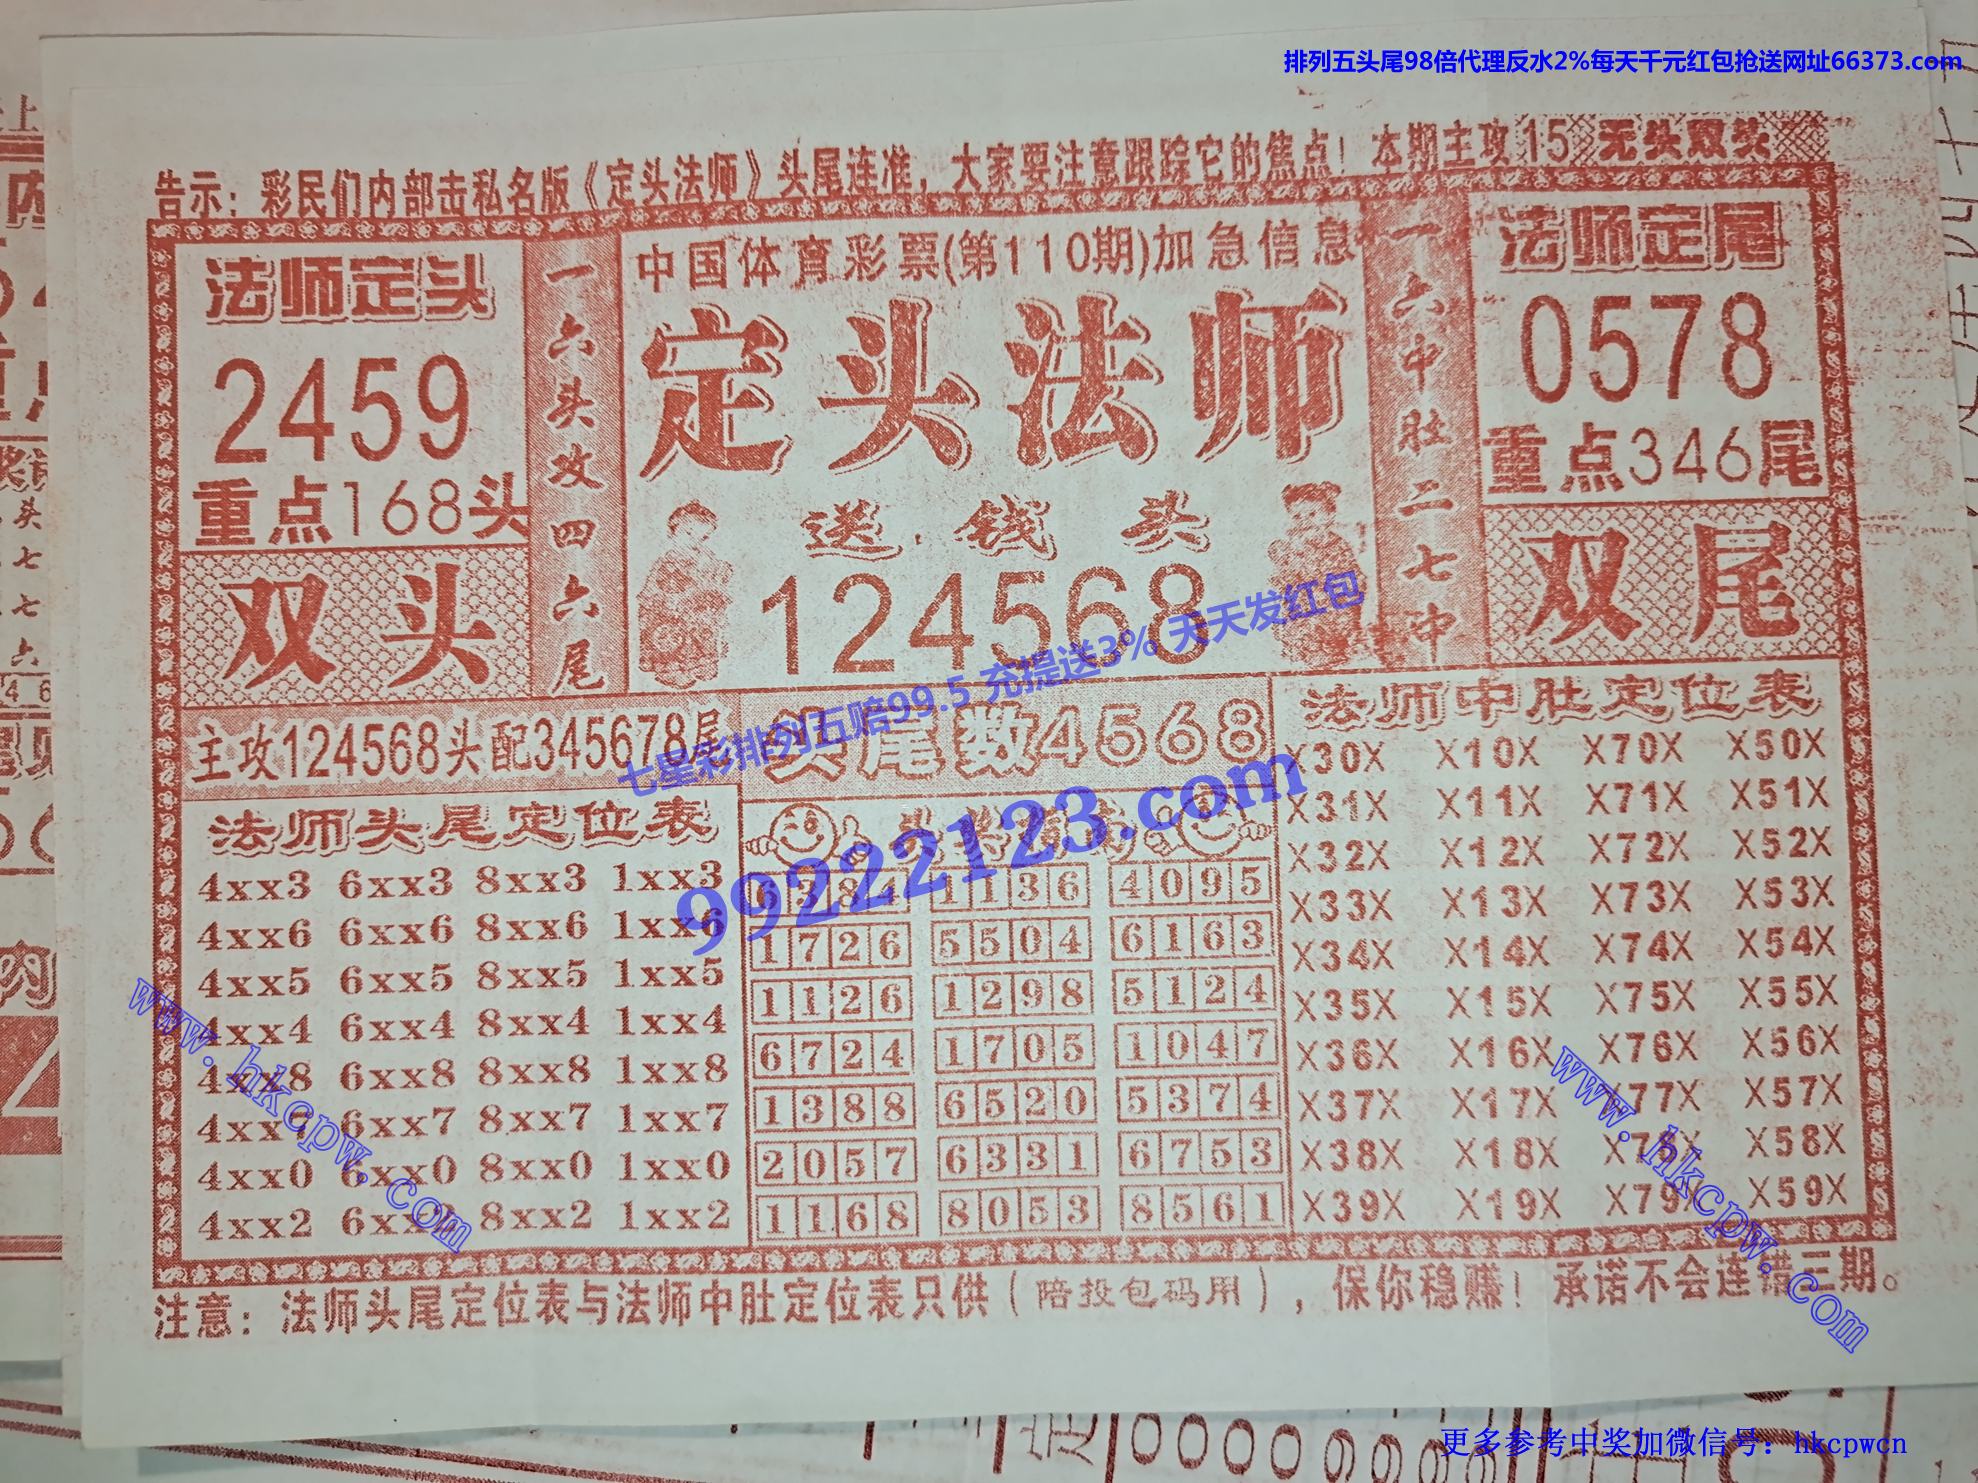 排列五头尾98倍代理反水2%每天千元红包抢送网址66373.com
告示：彩民们内部击私名版《定头法师》头尾连准，大家要注意跟踪它的焦点！本期主攻15 无头双尖
法师定头
2459
重点168头
双头
一六头攻四六尾
中国体育彩票(第110期)加急信息
定头法师
送钱头
124568
一六中肚二七冲
法师定尾
0578
重点346尾
双尾
七星彩排列五赔99.5 充提送3% 天天发红包
99222123.com
主攻124568头配345678尾
头尾数4568
法师头尾定位表
4xx3 6xx3 8xx3 1xx3
4xx6 6xx6 8xx6 1xx6
4xx5 6xx5 8xx5 1xx5
4xx4 6xx4 8xx4 1xx4
4xx8 6xx8 8xx8 1xx8
4xx7 6xx7 8xx7 1xx7
4xx0 6xx0 8xx0 1xx0
4xx2 6xx2 8xx2 1xx2
6384 1136 4095
1726 5504 6163
1126 1298 5124
6724 1705 1047
1388 6520 5374
2057 6331 6753
1168 8053 8561
法师中肚定位表
X30X X10X X70X X50X
X31X X11X X71X X51X
X32X X12X X72X X52X
X33X X13X X73X X53X
X34X X14X X74X X54X
X35X X15X X75X X55X
X36X X16X X76X X56X
X37X X17X X77X X57X
X38X X18X X78X X58X
X39X X19X X79X X59X
www.hkcpw.com
www.hkcpw.com
注意：法师头尾定位表与法师中肚定位表只供（陪投包码用），保你稳赚！承诺不会连错三期。
更多参考中奖加微信号：hkcpwcn